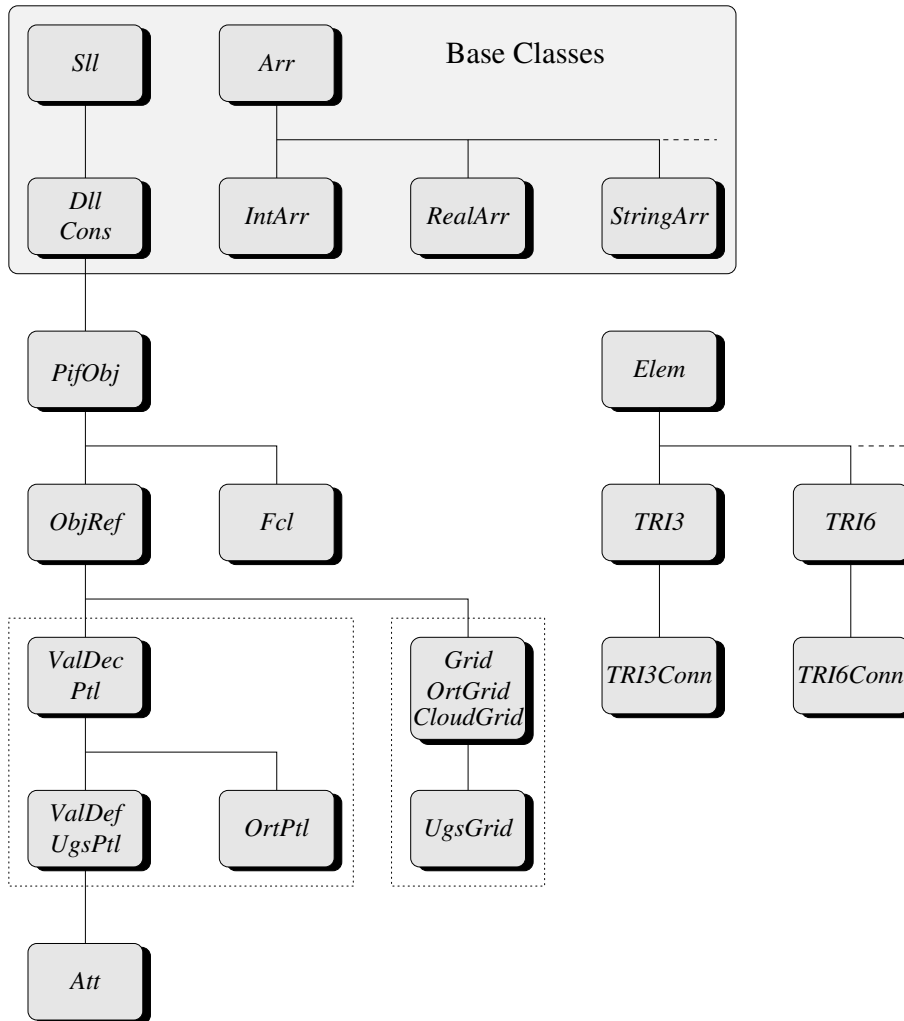 Base Classes
Sll
Arr
Dll
Cons
IntArr
RealArr
StringArr
PifObj
Elem
ObjRef
Fcl
TRI3
TRI6
ValDec
Ptl
Grid
OrtGrid
CloudGrid
TRI3Conn
TRI6Conn
ValDef
UgsPtl
OrtPtl
UgsGrid
Att